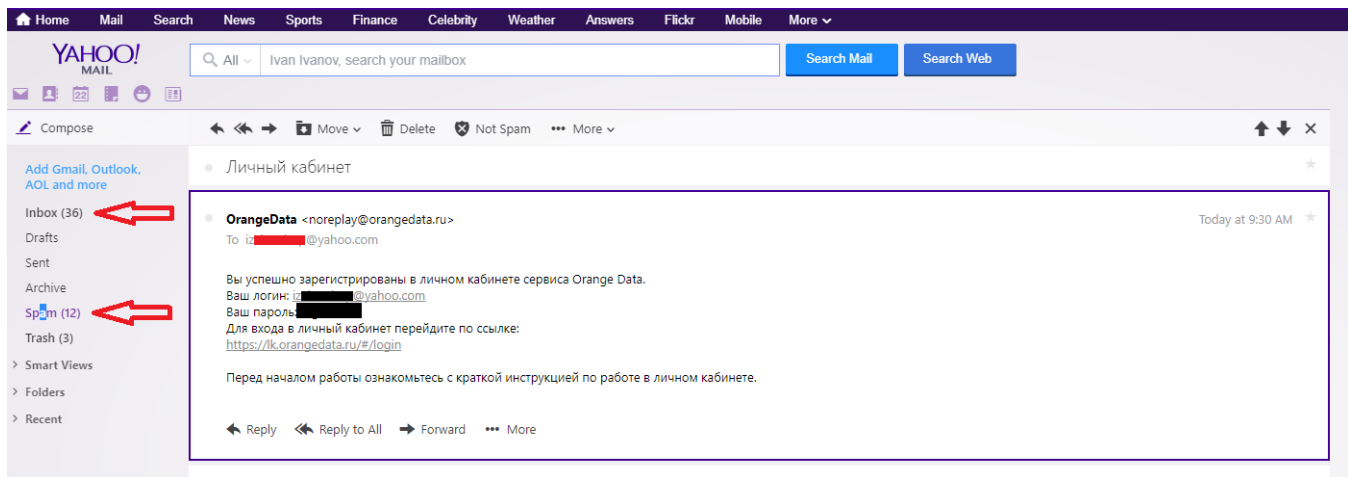 Home Mail Search News Sports Finance Celebrity Weather Answers Flickr Mobile More
YAHOO!
MAIL
All Ivan Ivanov, search your mailbox Search Mail Search Web
22
Compose Move Delete Not Spam More
Add Gmail, Outlook,
AOL and more
Inbox (36)
Drafts
Sent
Archive
Spam (12)
Trash (3)
Smart Views
Folders
Recent
Личный кабинет
OrangeData <noreplay@orangedata.ru> Today at 9:30 AM
To iz @yahoo.com
Вы успешно зарегистрированы в личном кабинете сервиса Orange Data.
Ваш логин: iz @yahoo.com
Ваш пароль:
Для входа в личный кабинет перейдите по ссылке:
https://lk.orangedata.ru/#/login
Перед началом работы ознакомьтесь с краткой инструкцией по работе в личном кабинете.
Reply Reply to All Forward More